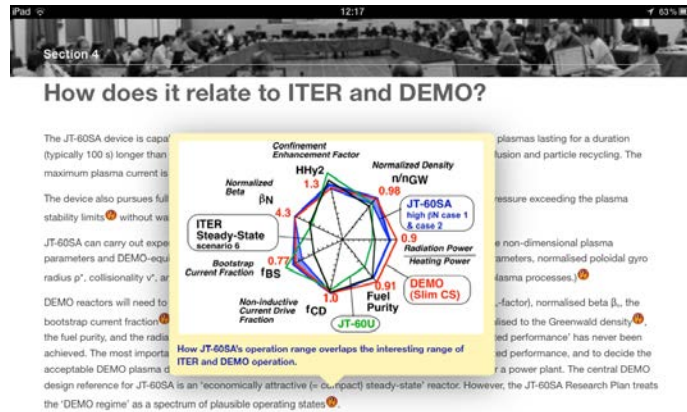 iPad 12:17 63%
Section 4
How does it relate to ITER and DEMO?
The JT-60SA device is capa plasmas lasting for a duration
(typically 100 s) longer than fusion and particle recycling. The
maximum plasma current is
The device also pursues full ressure exceeding the plasma
stability limits without wa
JT-60SA can carry out expe e non-dimensional plasma
parameters and DEMO-equi rameters, normalised poloidal gyro
radius ρ*, collisionality ν*, an lasma processes.)
DEMO reactors will need to -factor), normalised beta βₙ, the
bootstrap current fraction lised to the Greenwald density,
the fuel purity, and the radia ted performance' has never been
achieved. The most importa ted performance, and to decide the
acceptable DEMO plasma d r a power plant. The central DEMO
design reference for JT-60SA is an 'economically attractive (= compact) steady-state' reactor. However, the JT-60SA Research Plan treats
the 'DEMO regime' as a spectrum of plausible operating states.
Confinement
Enhancement Factor
HHy2
1.3
Normalized Density
n/nGW
0.98
Normalized
Beta
βN
4.3
JT-60SA
high βN case 1
& case 2
ITER
Steady-State
scenario 6
0.9
Radiation Power
Heating Power
Bootstrap
Current Fraction
fBS
0.77
DEMO
(Slim CS)
0.91
Fuel
Purity
Non-inductive
Current Drive
Fraction
fCD
1.0
JT-60U
How JT-60SA's operation range overlaps the interesting range of
ITER and DEMO operation.